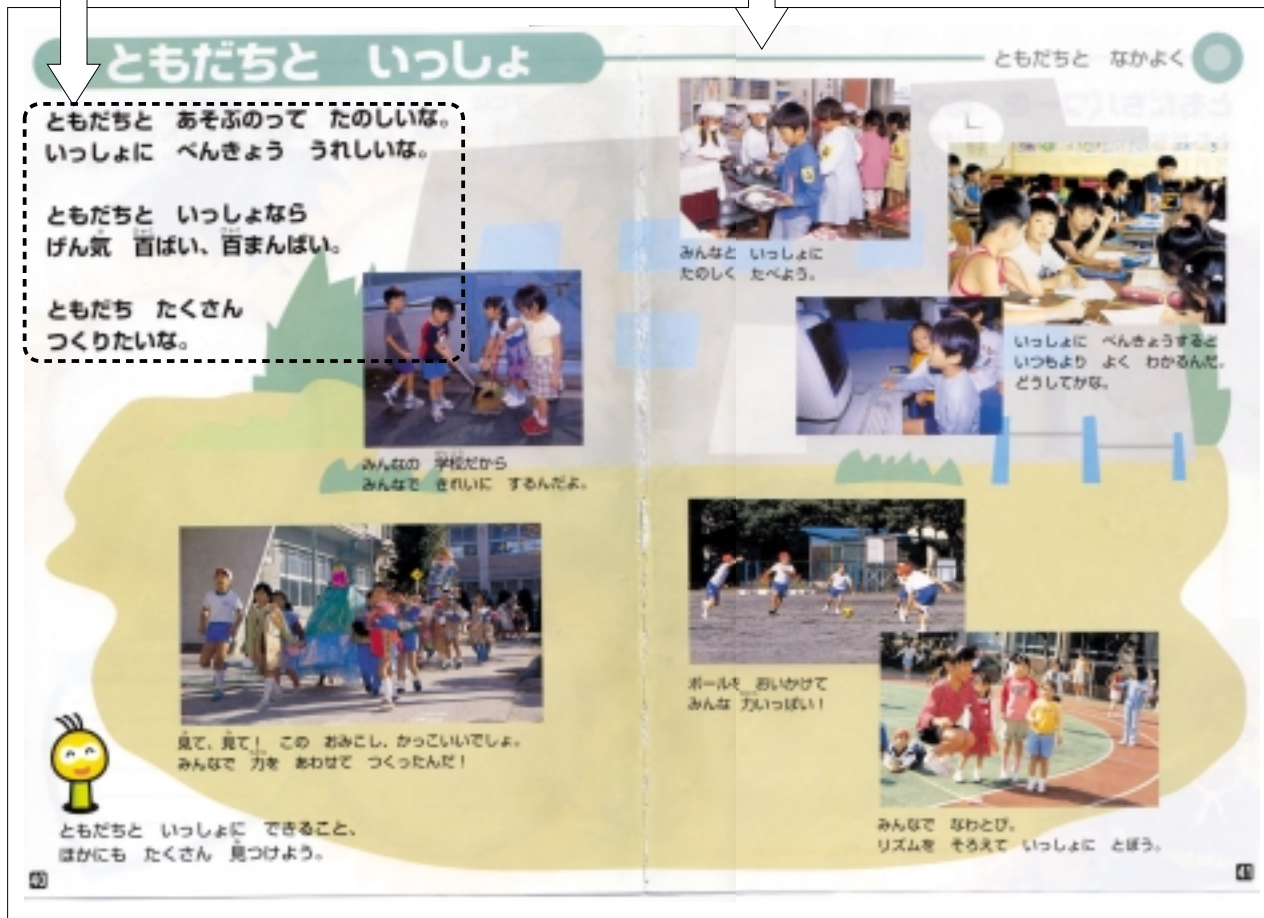 ともだちと いっしょ
ともだちと なかよく
ともだちと あそぶのって たのしいな。
いっしょに べんきょう うれしいな。
ともだちと いっしょなら
げん気 百ばい、百まんばい。
ともだち たくさん
つくりたいな。
みんなの 学校だから
みんなで きれいに するんだよ。
見て、見て! この おみこし、かっこいいでしょ。
みんなで 力を あわせて つくったんだ!
ともだちと いっしょに できること、
ほかにも たくさん 見つけよう。
40
みんなと いっしょに
たのしく たべよう。
いっしょに べんきょうすると
いつもより よく わかるんだ。
どうしてかな。
ボールを おいかけて
みんな 力いっぱい!
みんなで なわとび。
リズムを そろえて いっしょに とぼう。
41